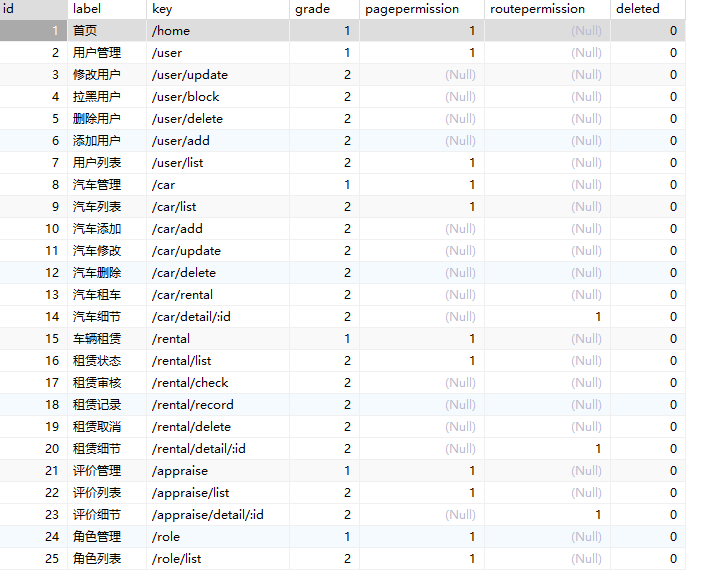 id label key grade pagepermission routepermission deleted
1 首页 /home 1 1 (Null) 0
2 用户管理 /user 1 1 (Null) 0
3 修改用户 /user/update 2 (Null) (Null) 0
4 拉黑用户 /user/block 2 (Null) (Null) 0
5 删除用户 /user/delete 2 (Null) (Null) 0
6 添加用户 /user/add 2 (Null) (Null) 0
7 用户列表 /user/list 2 1 (Null) 0
8 汽车管理 /car 1 1 (Null) 0
9 汽车列表 /car/list 2 1 (Null) 0
10 汽车添加 /car/add 2 (Null) (Null) 0
11 汽车修改 /car/update 2 (Null) (Null) 0
12 汽车删除 /car/delete 2 (Null) (Null) 0
13 汽车租车 /car/rental 2 (Null) (Null) 0
14 汽车细节 /car/detail/:id 2 (Null) 1 0
15 车辆租赁 /rental 1 1 (Null) 0
16 租赁状态 /rental/list 2 1 (Null) 0
17 租赁审核 /rental/check 2 (Null) (Null) 0
18 租赁记录 /rental/record 2 (Null) (Null) 0
19 租赁取消 /rental/delete 2 (Null) (Null) 0
20 租赁细节 /rental/detail/:id 2 (Null) 1 0
21 评价管理 /appraise 1 1 (Null) 0
22 评价列表 /appraise/list 2 1 (Null) 0
23 评价细节 /appraise/detail/:id 2 (Null) 1 0
24 角色管理 /role 1 1 (Null) 0
25 角色列表 /role/list 2 1 (Null) 0